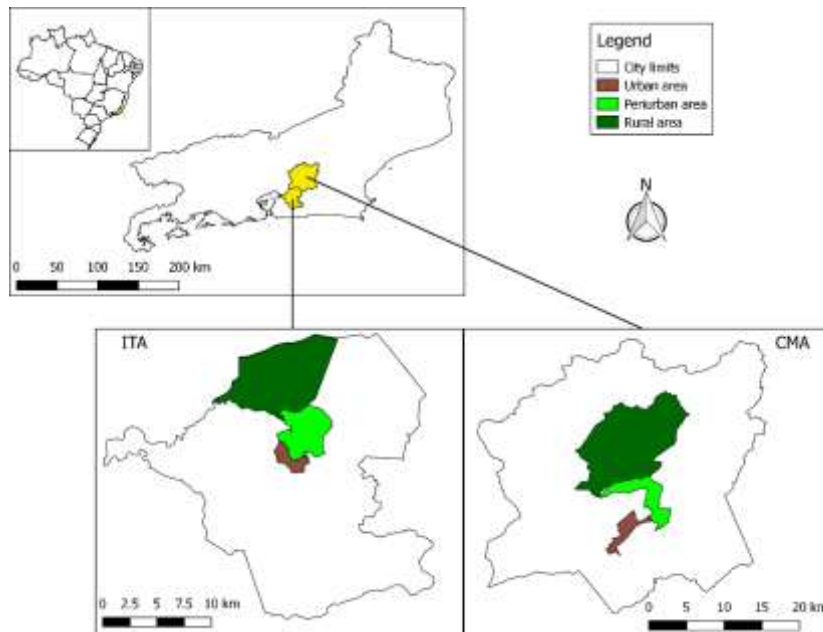 Legend
City limits
Urban area
Periurban area
Rural area
N
0 50 100 150 200 km
ITA
CMA
0 2.5 5 7.5 10 km
0 5 10 15 20 km